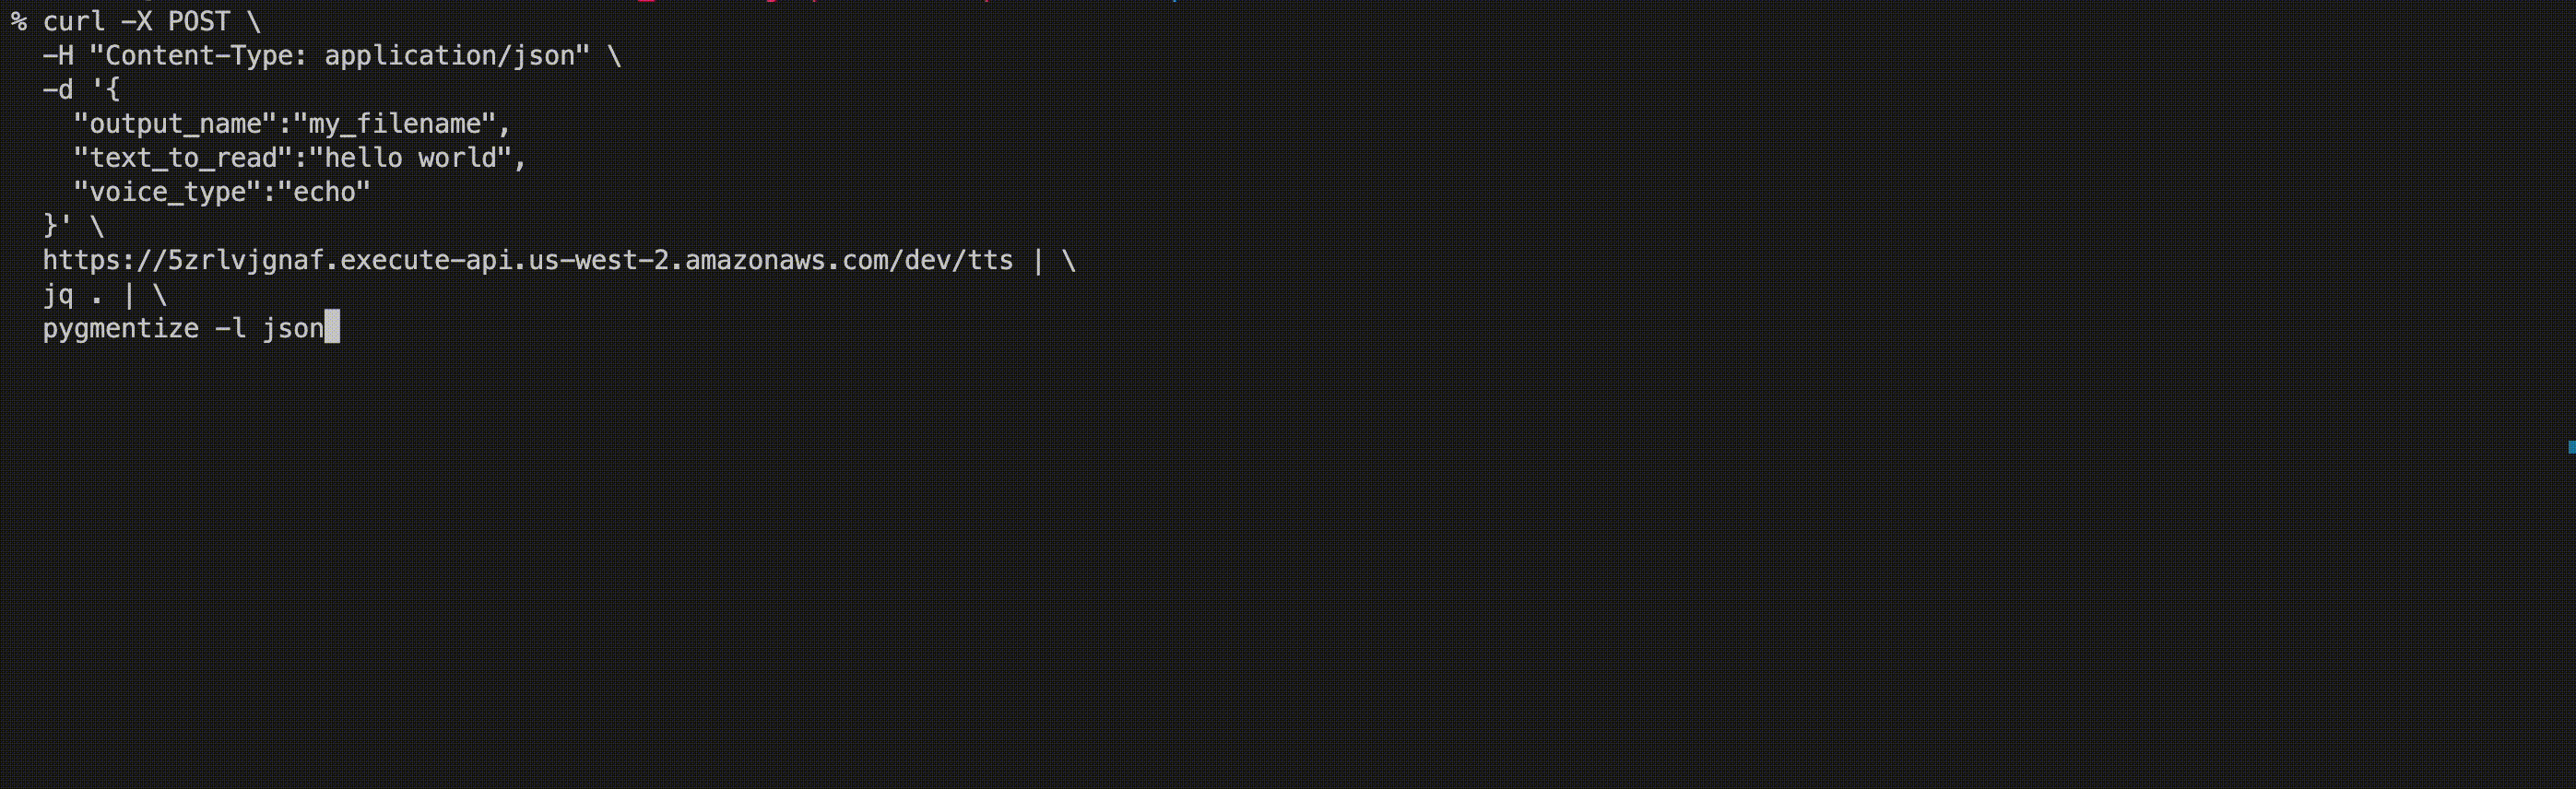 % curl -X POST \
  -H "Content-Type: application/json" \
  -d '{
    "output_name":"my_filename",
    "text_to_read":"hello world",
    "voice_type":"echo"
  }' \
  https://5zrlvjgnaf.execute-api.us-west-2.amazonaws.com/dev/tts | \
  jq . | \
  pygmentize -l json